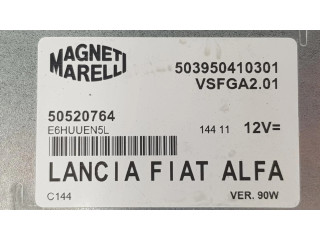 MAGNETI
MARELLI
503950410301
VSFGA2.01
50520764
E6HUUEN5L
144 11 12V=
LANCIA FIAT ALFA
C144 VER. 90W